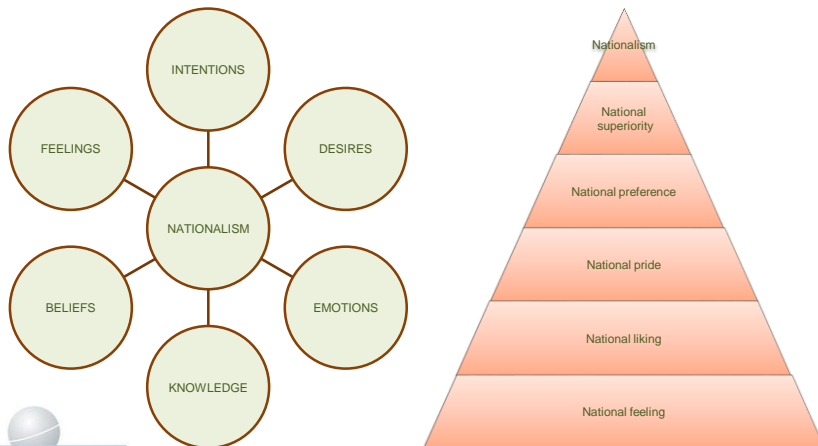 INTENTIONS
FEELINGS
DESIRES
NATIONALISM
BELIEFS
EMOTIONS
KNOWLEDGE
Nationalism
National
superiority
National preference
National pride
National liking
National feeling